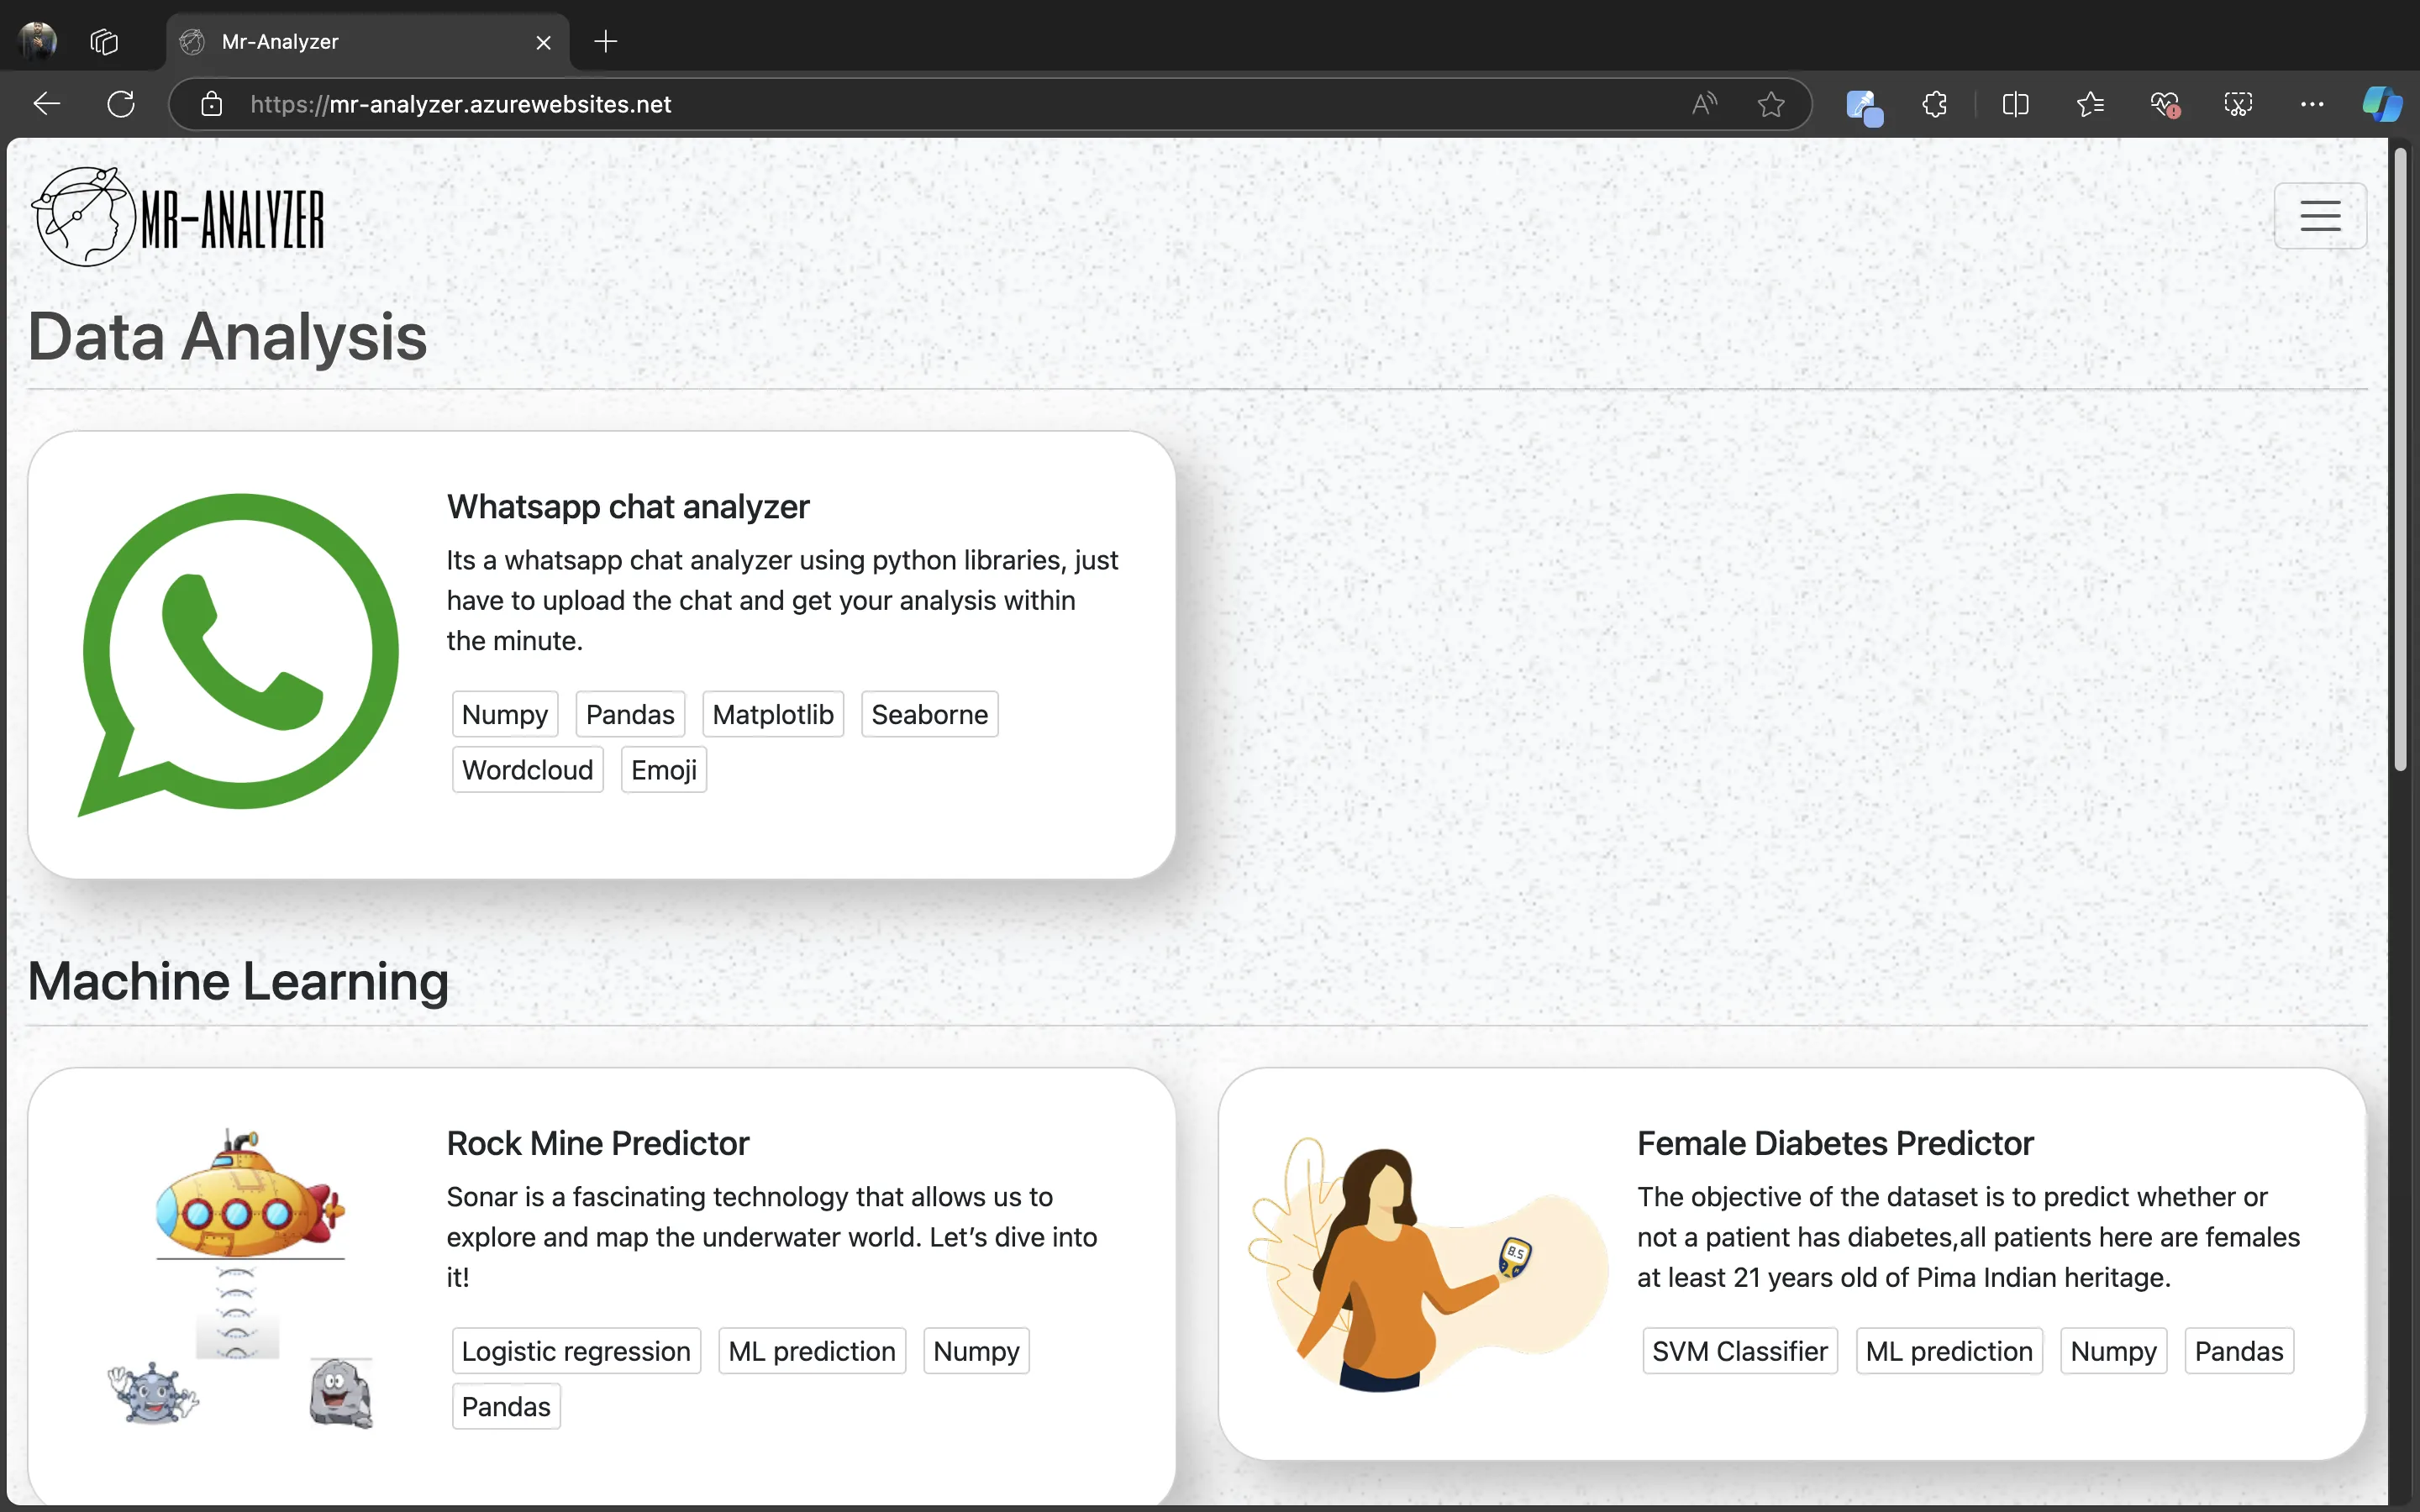 Mr-Analyzer
https://mr-analyzer.azurewebsites.net
MR-ANALYZER
Data Analysis
Whatsapp chat analyzer
Its a whatsapp chat analyzer using python libraries, just
have to upload the chat and get your analysis within
the minute.
Numpy Pandas Matplotlib Seaborne
Wordcloud Emoji
Machine Learning
Rock Mine Predictor
Sonar is a fascinating technology that allows us to
explore and map the underwater world. Let’s dive into
it!
Logistic regression ML prediction Numpy
Pandas
8.5
Female Diabetes Predictor
The objective of the dataset is to predict whether or
not a patient has diabetes,all patients here are females
at least 21 years old of Pima Indian heritage.
SVM Classifier ML prediction Numpy Pandas